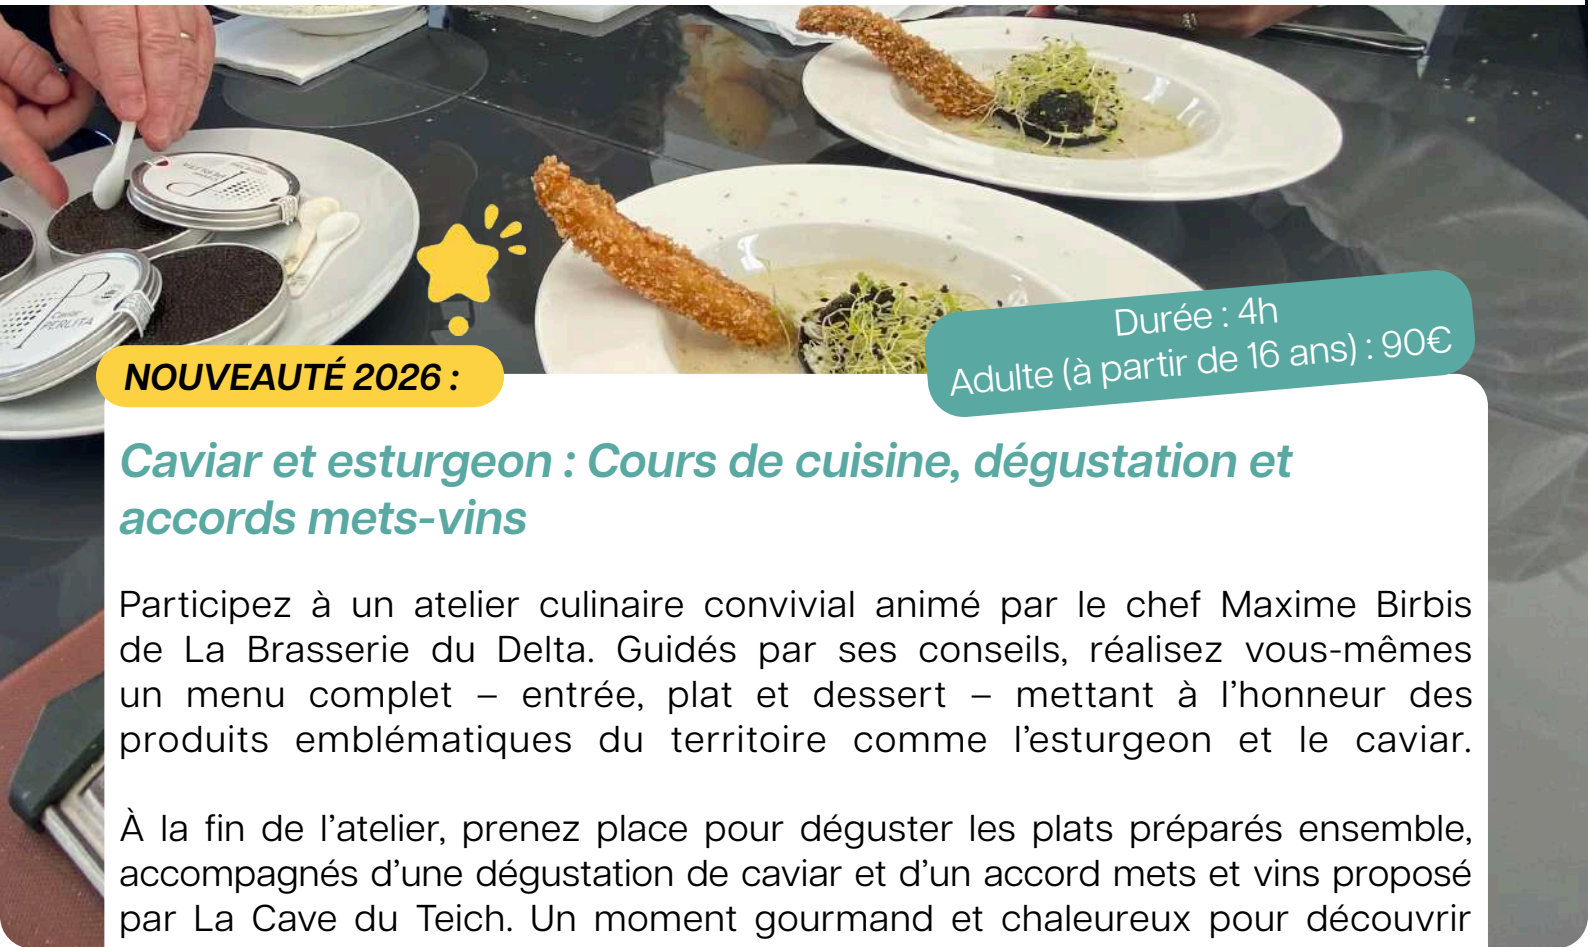 Caviar
PERLITA
Durée : 4h
Adulte (à partir de 16 ans) : 90€
NOUVEAUTÉ 2026 :
Caviar et esturgeon : Cours de cuisine, dégustation et
accords mets-vins
Participez à un atelier culinaire convivial animé par le chef Maxime Birbis
de La Brasserie du Delta. Guidés par ses conseils, réalisez vous-mêmes
un menu complet – entrée, plat et dessert – mettant à l’honneur des
produits emblématiques du territoire comme l’esturgeon et le caviar.
À la fin de l’atelier, prenez place pour déguster les plats préparés ensemble,
accompagnés d’une dégustation de caviar et d’un accord mets et vins proposé
par La Cave du Teich. Un moment gourmand et chaleureux pour découvrir